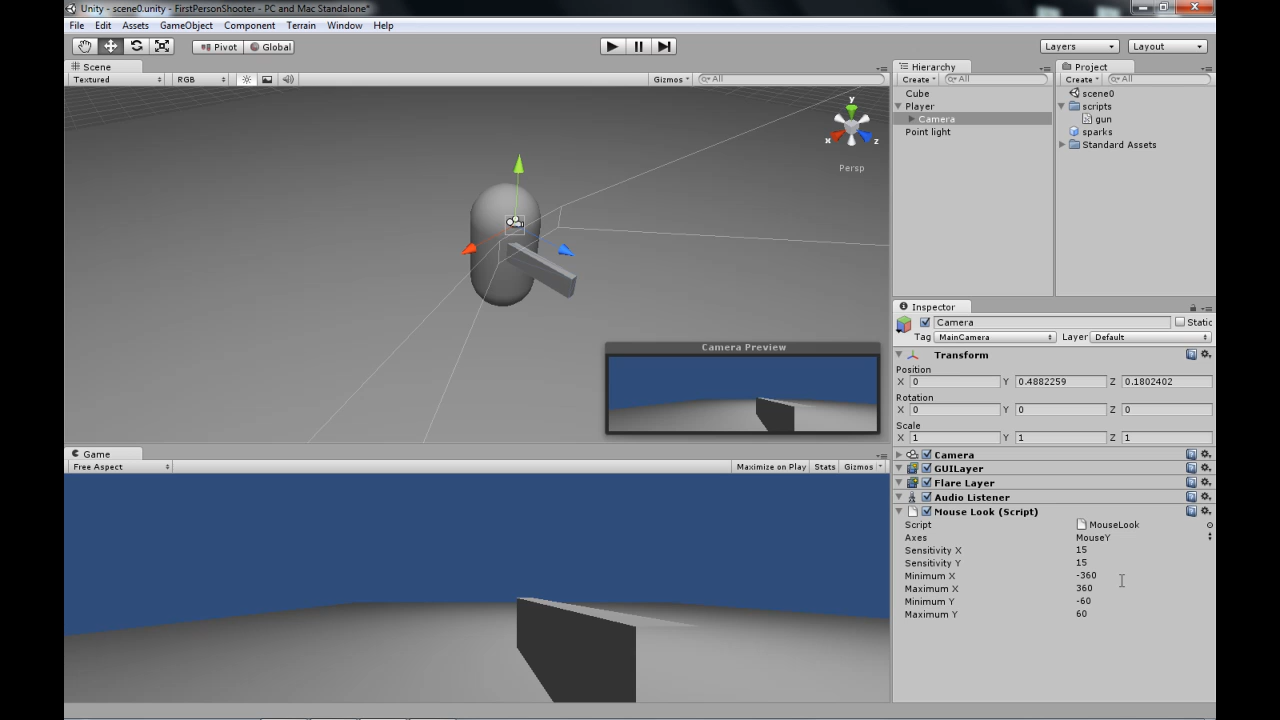 Unity - scene0.unity - FirstPersonShooter - PC and Mac Standalone*
File Edit Assets GameObject Component Terrain Window Help
Pivot Global Layers Layout
Scene
Textured RGB Gizmos All
y
x z
Persp
Camera Preview
Game
Free Aspect Maximize on Play Stats Gizmos
Hierarchy
Create All
Cube
Player
Camera
Point light
Project
Create All
scene0
scripts
gun
sparks
Standard Assets
Inspector
Camera Static
Tag MainCamera Layer Default
Transform
Position
X 0 Y 0.4882259 Z 0.1802402
Rotation
X 0 Y 0 Z 0
Scale
X 1 Y 1 Z 1
Camera
GUILayer
Flare Layer
Audio Listener
Mouse Look (Script)
Script MouseLook
Axes MouseY
Sensitivity X 15
Sensitivity Y 15
Minimum X -360
Maximum X 360
Minimum Y -60
Maximum Y 60